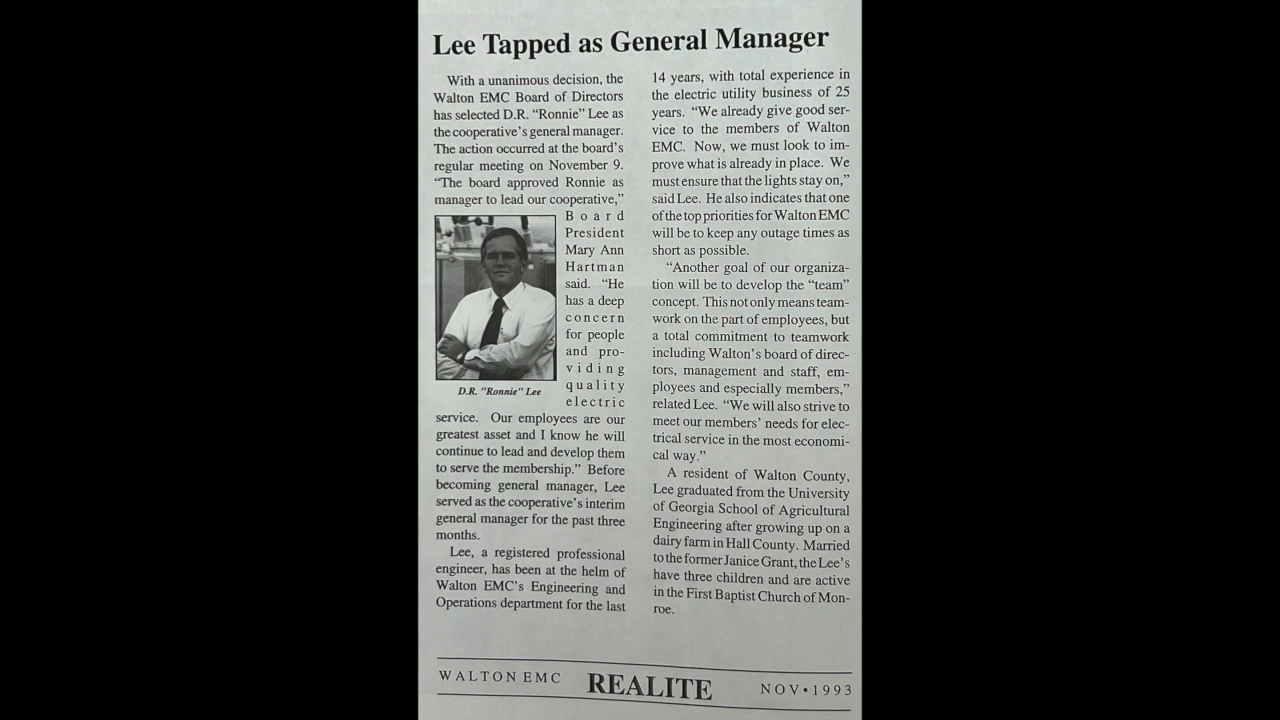 Lee Tapped as General Manager
With a unanimous decision, the
Walton EMC Board of Directors
has selected D.R. “Ronnie” Lee as
the cooperative’s general manager.
The action occurred at the board’s
regular meeting on November 9.
“The board approved Ronnie as
manager to lead our cooperative,”
Board
President
Mary Ann
Hartman
said. “He
has a deep
concern
for people
and pro-
viding
quality
electric
D.R. "Ronnie" Lee
service. Our employees are our
greatest asset and I know he will
continue to lead and develop them
to serve the membership.” Before
becoming general manager, Lee
served as the cooperative’s interim
general manager for the past three
months.
Lee, a registered professional
engineer, has been at the helm of
Walton EMC’s Engineering and
Operations department for the last
14 years, with total experience in
the electric utility business of 25
years. “We already give good ser-
vice to the members of Walton
EMC. Now, we must look to im-
prove what is already in place. We
must ensure that the lights stay on,”
said Lee. He also indicates that one
of the top priorities for Walton EMC
will be to keep any outage times as
short as possible.
“Another goal of our organiza-
tion will be to develop the “team”
concept. This not only means team-
work on the part of employees, but
a total commitment to teamwork
including Walton’s board of direc-
tors, management and staff, em-
ployees and especially members,”
related Lee. “We will also strive to
meet our members’ needs for elec-
trical service in the most economi-
cal way.”
A resident of Walton County,
Lee graduated from the University
of Georgia School of Agricultural
Engineering after growing up on a
dairy farm in Hall County. Married
to the former Janice Grant, the Lee’s
have three children and are active
in the First Baptist Church of Mon-
roe.
WALTON EMC REALITE NOV•1993